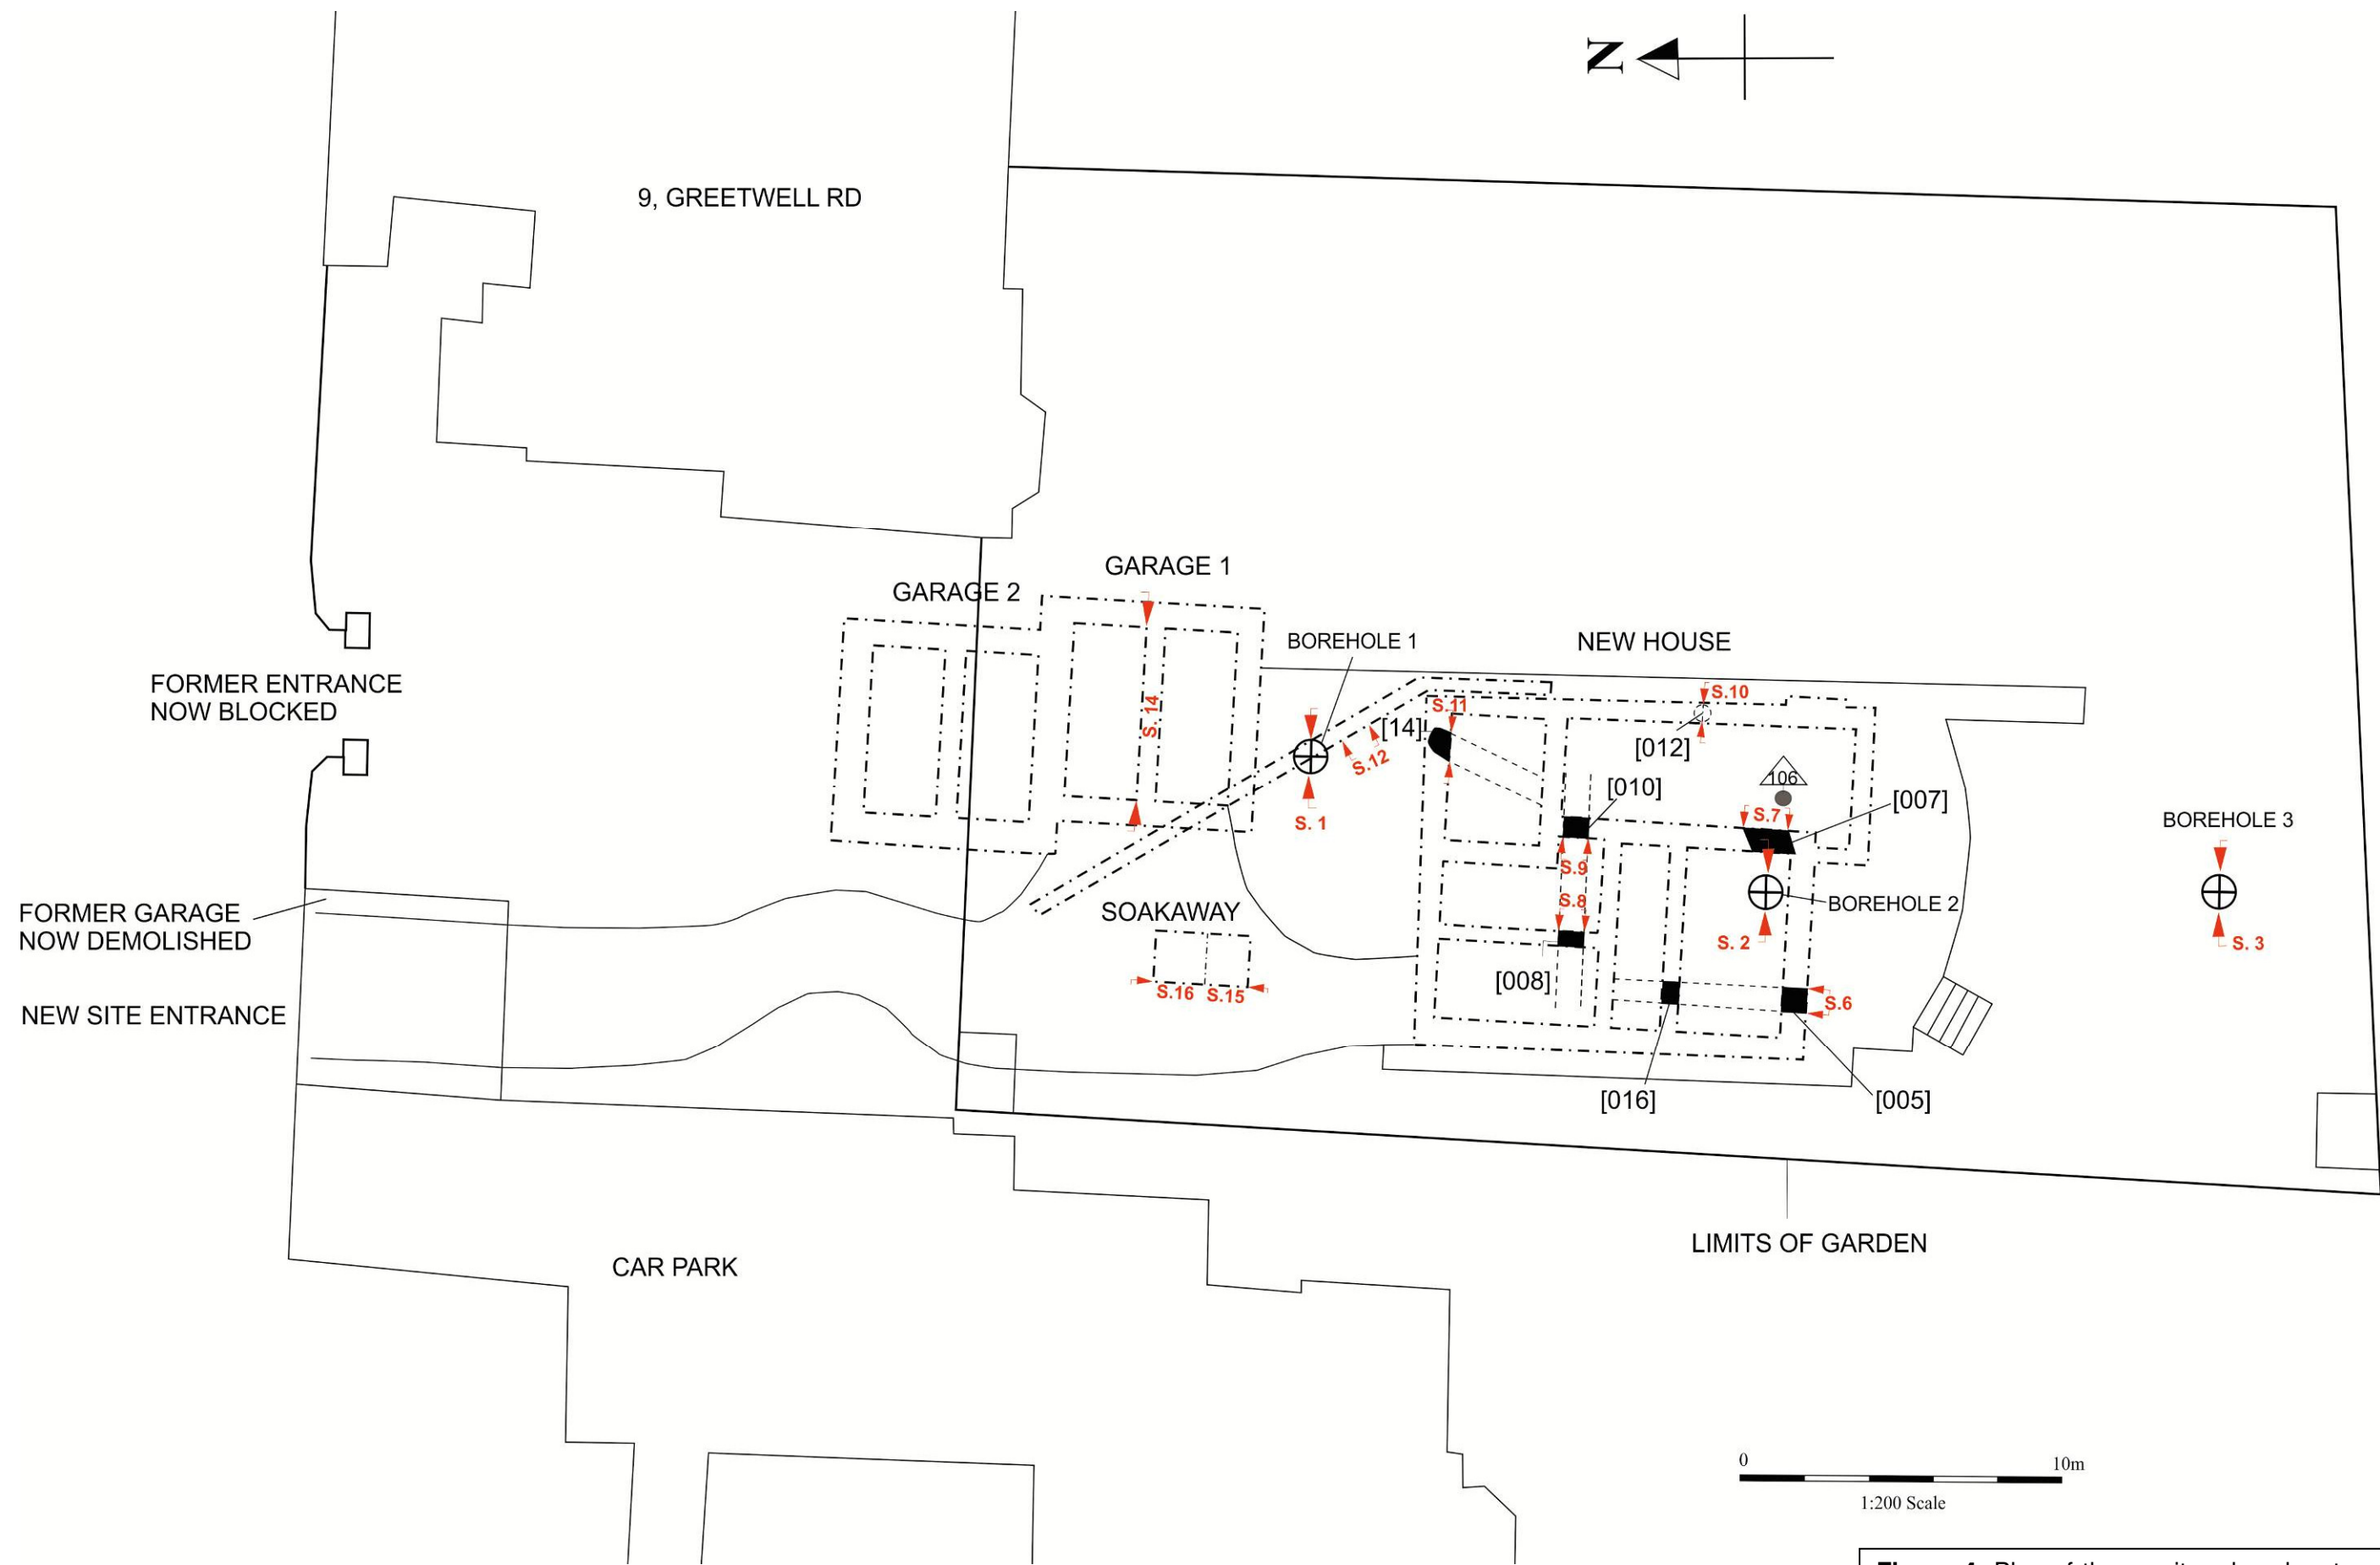 N
9, GREETWELL RD
GARAGE 1
GARAGE 2
BOREHOLE 1
NEW HOUSE
FORMER ENTRANCE
NOW BLOCKED
S.10
S.11
S. 14
[14]
S.12
[012]
106
[010]
[007]
S.7
S. 1
BOREHOLE 3
S.9
S.8
FORMER GARAGE
NOW DEMOLISHED
SOAKAWAY
BOREHOLE 2
S. 2
S. 3
[008]
S.16
S.15
S.6
NEW SITE ENTRANCE
[016]
[005]
LIMITS OF GARDEN
CAR PARK
0
10m
1:200 Scale